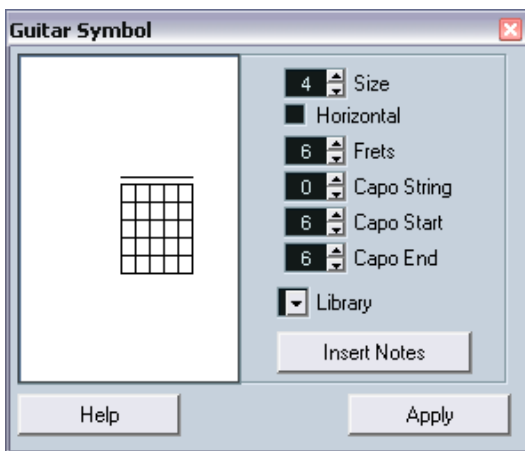 Guitar Symbol
4 Size
Horizontal
6 Frets
0 Capo String
6 Capo Start
6 Capo End
Library
Insert Notes
Help Apply